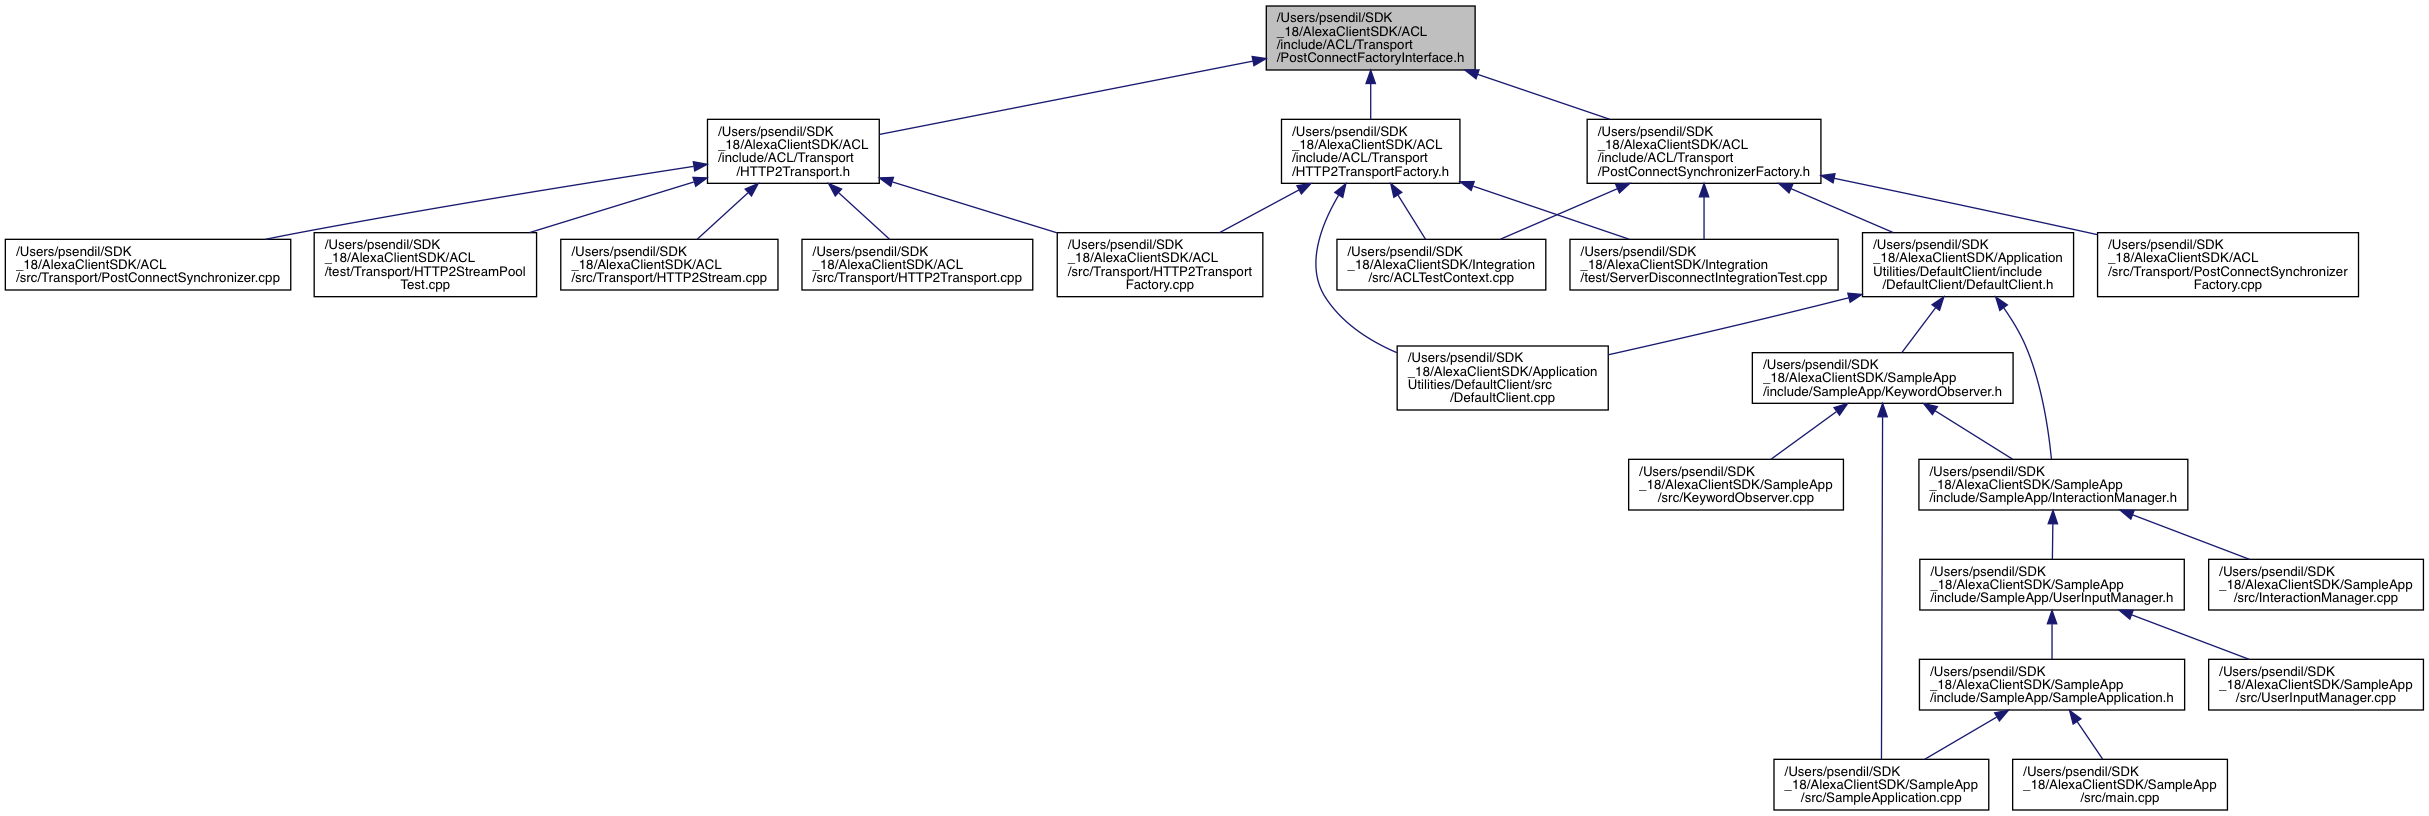 /Users/psendil/SDK
_18/AlexaClientSDK/ACL
/include/ACL/Transport
/PostConnectFactoryInterface.h
/Users/psendil/SDK
_18/AlexaClientSDK/ACL
/include/ACL/Transport
/HTTP2Transport.h
/Users/psendil/SDK
_18/AlexaClientSDK/ACL
/include/ACL/Transport
/HTTP2TransportFactory.h
/Users/psendil/SDK
_18/AlexaClientSDK/ACL
/include/ACL/Transport
/PostConnectSynchronizerFactory.h
/Users/psendil/SDK
_18/AlexaClientSDK/ACL
/src/Transport/PostConnectSynchronizer.cpp
/Users/psendil/SDK
_18/AlexaClientSDK/ACL
/test/Transport/HTTP2StreamPool
Test.cpp
/Users/psendil/SDK
_18/AlexaClientSDK/ACL
/src/Transport/HTTP2Stream.cpp
/Users/psendil/SDK
_18/AlexaClientSDK/ACL
/src/Transport/HTTP2Transport.cpp
/Users/psendil/SDK
_18/AlexaClientSDK/ACL
/src/Transport/HTTP2Transport
Factory.cpp
/Users/psendil/SDK
_18/AlexaClientSDK/Integration
/src/ACLTestContext.cpp
/Users/psendil/SDK
_18/AlexaClientSDK/Integration
/test/ServerDisconnectIntegrationTest.cpp
/Users/psendil/SDK
_18/AlexaClientSDK/Application
Utilities/DefaultClient/include
/DefaultClient/DefaultClient.h
/Users/psendil/SDK
_18/AlexaClientSDK/ACL
/src/Transport/PostConnectSynchronizer
Factory.cpp
/Users/psendil/SDK
_18/AlexaClientSDK/Application
Utilities/DefaultClient/src
/DefaultClient.cpp
/Users/psendil/SDK
_18/AlexaClientSDK/SampleApp
/include/SampleApp/KeywordObserver.h
/Users/psendil/SDK
_18/AlexaClientSDK/SampleApp
/src/KeywordObserver.cpp
/Users/psendil/SDK
_18/AlexaClientSDK/SampleApp
/include/SampleApp/InteractionManager.h
/Users/psendil/SDK
_18/AlexaClientSDK/SampleApp
/include/SampleApp/UserInputManager.h
/Users/psendil/SDK
_18/AlexaClientSDK/SampleApp
/src/InteractionManager.cpp
/Users/psendil/SDK
_18/AlexaClientSDK/SampleApp
/include/SampleApp/SampleApplication.h
/Users/psendil/SDK
_18/AlexaClientSDK/SampleApp
/src/UserInputManager.cpp
/Users/psendil/SDK
_18/AlexaClientSDK/SampleApp
/src/SampleApplication.cpp
/Users/psendil/SDK
_18/AlexaClientSDK/SampleApp
/src/main.cpp